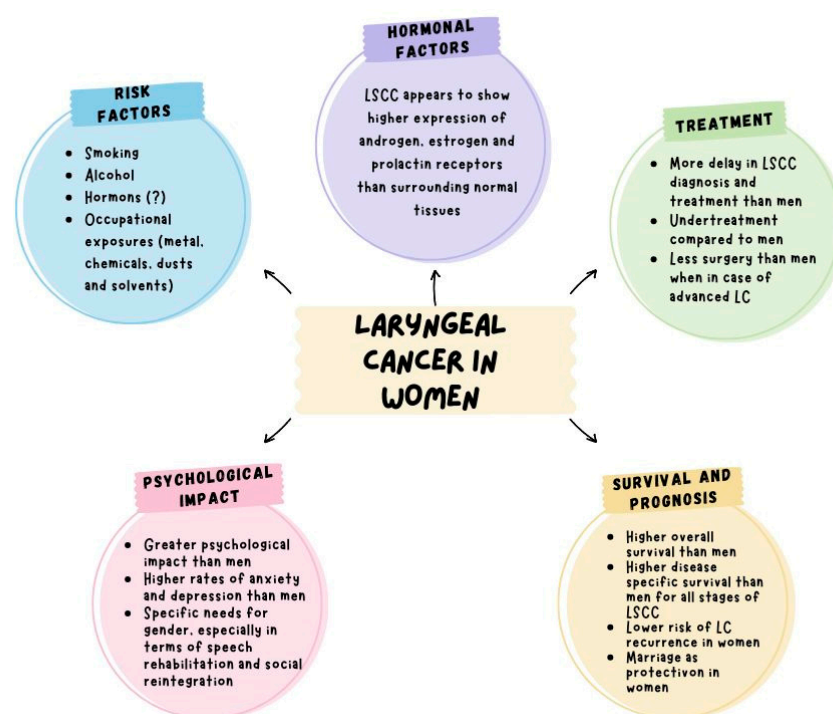 HORMONAL
FACTORS
LSCC appears to show
higher expression of
androgen, estrogen and
prolactin receptors
than surrounding normal
tissues
RISK
FACTORS
• Smoking
• Alcohol
• Hormons (?)
• Occupational
exposures (metal,
chemicals, dusts
and solvents)
TREATMENT
• More delay in LSCC
diagnosis and
treatment than men
• Undertreatment
compared to men
• Less surgery than men
when in case of
advanced LC
LARYNGEAL
CANCER IN
WOMEN
PSYCHOLOGICAL
IMPACT
• Greater psychological
impact than men
• Higher rates of anxiety
and depression than men
• Specific needs for
gender, especially in
terms of speech
rehabilitation and social
reintegration
SURVIVAL AND
PROGNOSIS
• Higher overall
survival than men
• Higher disease
specific survival than
men for all stages of
LSCC
• Lower risk of LC
recurrence in women
• Marriage as
protectivon in
women